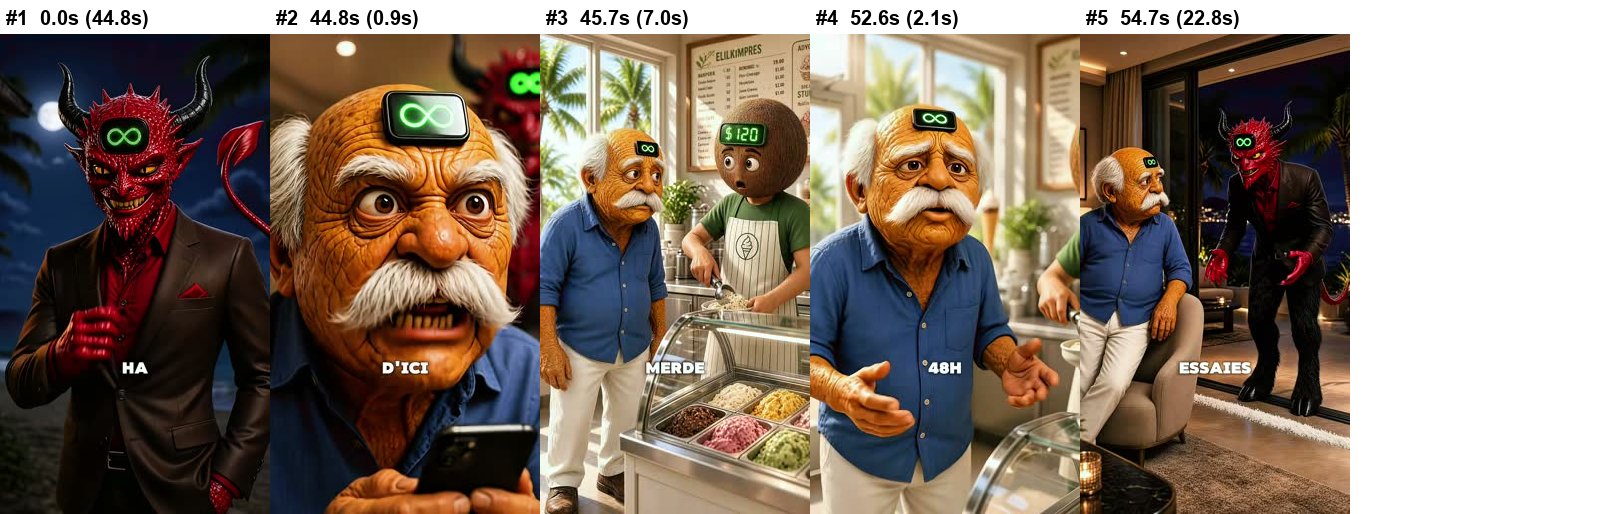 #1 0.0s (44.8s)
#2 44.8s (0.9s)
#3 45.7s (7.0s)
#4 52.6s (2.1s)
#5 54.7s (22.8s)
∞
HA
∞
∞
D'ICI
ELILKIMPRES
∞
$120
MERDE
∞
48H
∞
∞
ESSAIES